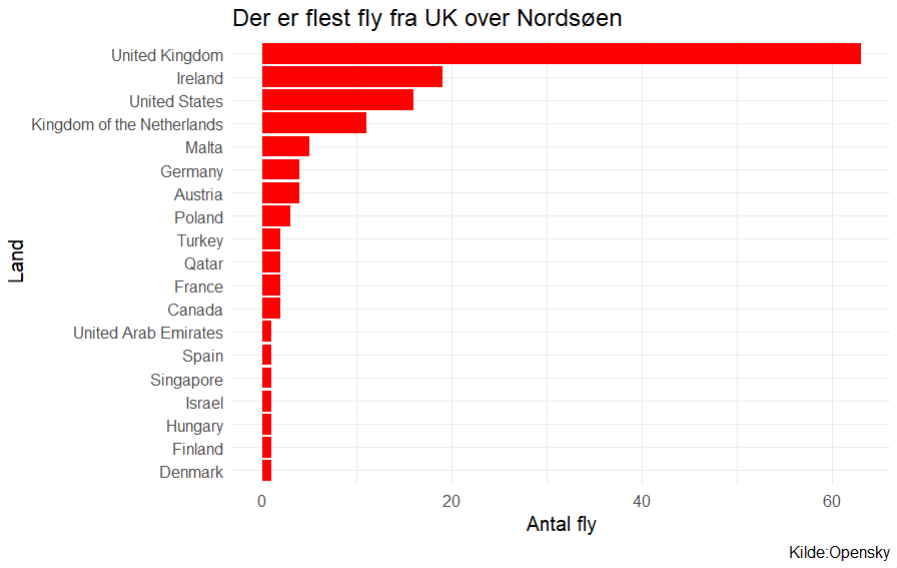 Der er flest fly fra UK over Nordsøen
United Kingdom
Ireland
United States
Kingdom of the Netherlands
Malta
Germany
Austria
Poland
Turkey
Qatar
France
Canada
United Arab Emirates
Spain
Singapore
Israel
Hungary
Finland
Denmark
Land
0 20 40 60
Antal fly
Kilde:Opensky